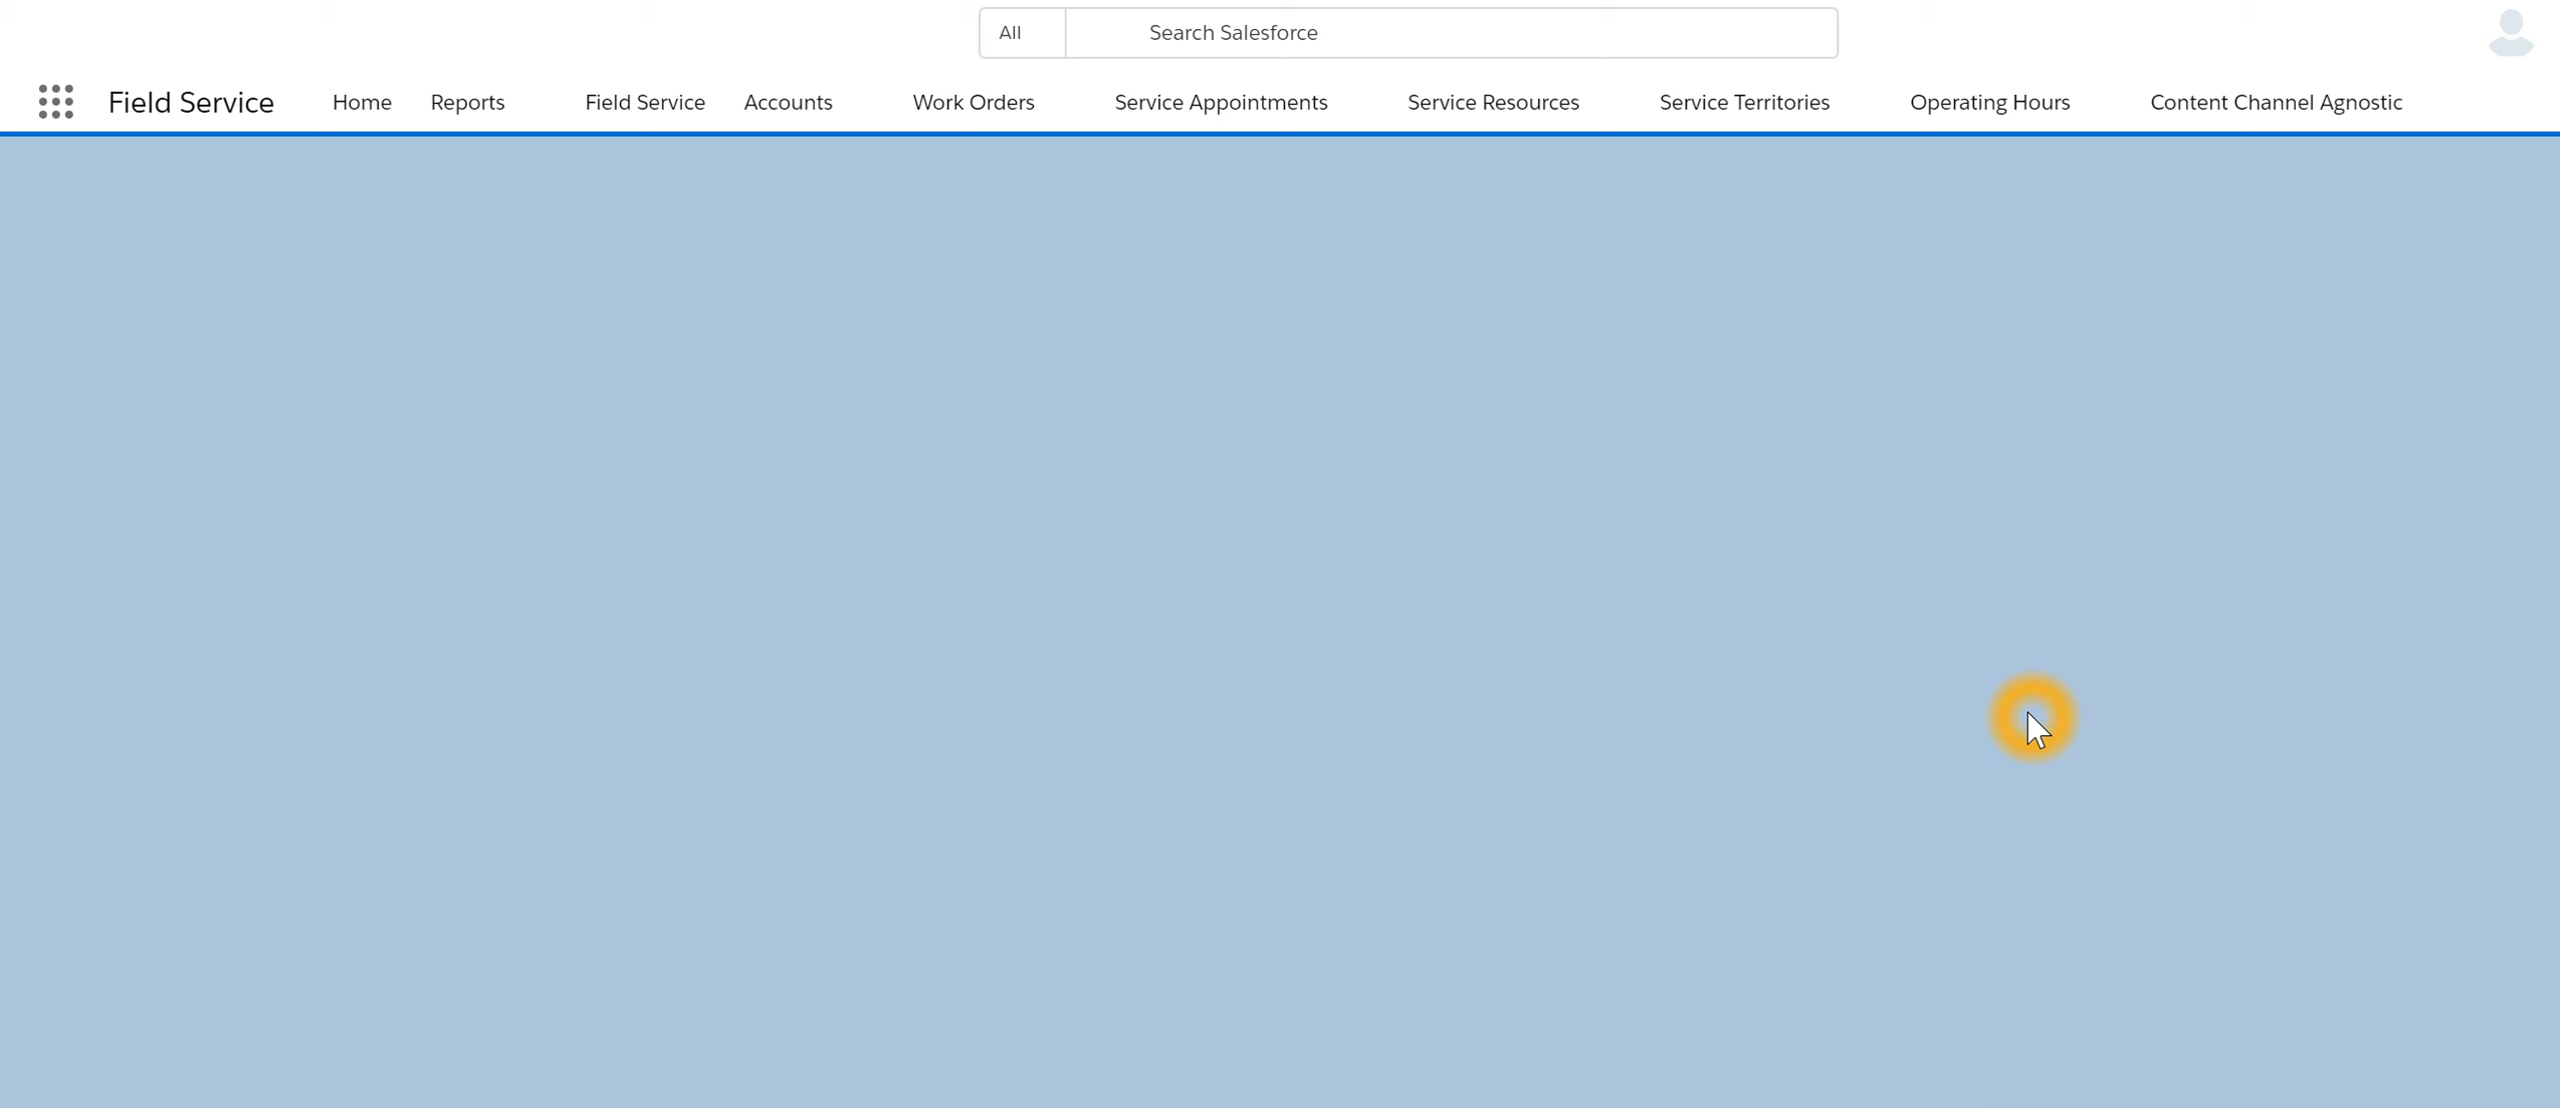 All Search Salesforce
Field Service Home Reports Field Service Accounts Work Orders Service Appointments Service Resources Service Territories Operating Hours Content Channel Agnostic